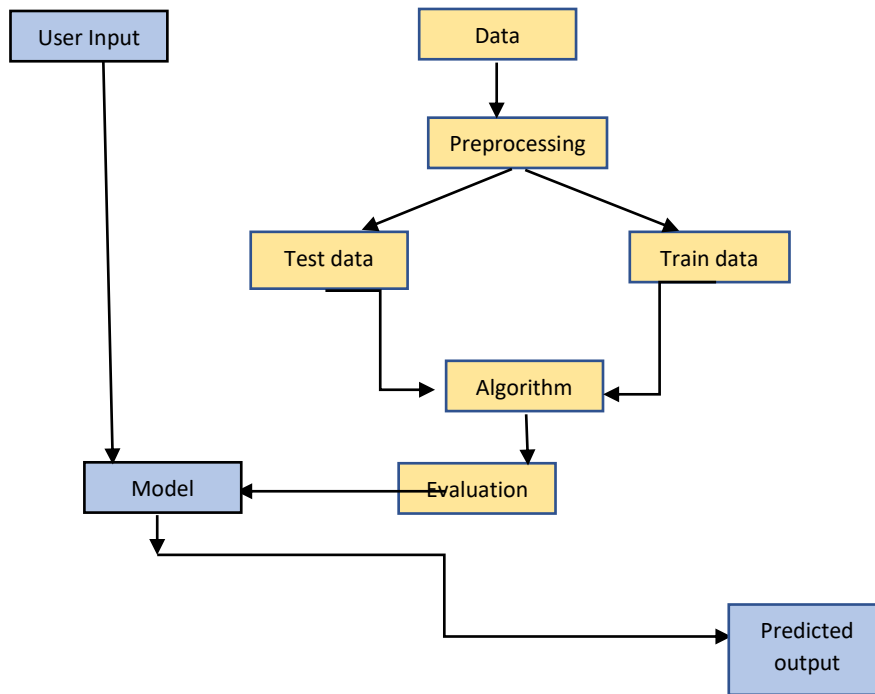 User Input
Data
Preprocessing
Test data
Train data
Algorithm
Model
Evaluation
Predicted
output